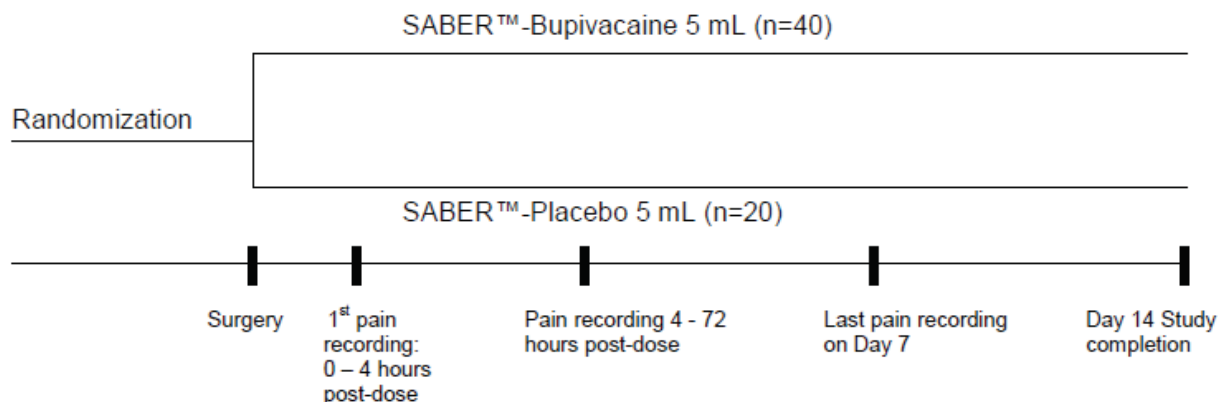 SABER™-Bupivacaine 5 mL (n=40)
Randomization
SABER™-Placebo 5 mL (n=20)
Surgery
1st pain
recording:
0 – 4 hours
post-dose
Pain recording 4 - 72
hours post-dose
Last pain recording
on Day 7
Day 14 Study
completion